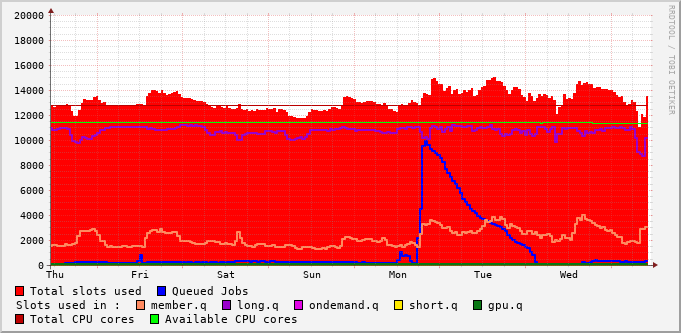 20000
18000
16000
14000
12000
10000
8000
6000
4000
2000
0
Thu Fri Sat Sun Mon Tue Wed
Total slots used Queued Jobs
Slots used in : member.q long.q ondemand.q short.q gpu.q
Total CPU cores Available CPU cores
RRDTOOL / TOBI OETIKER